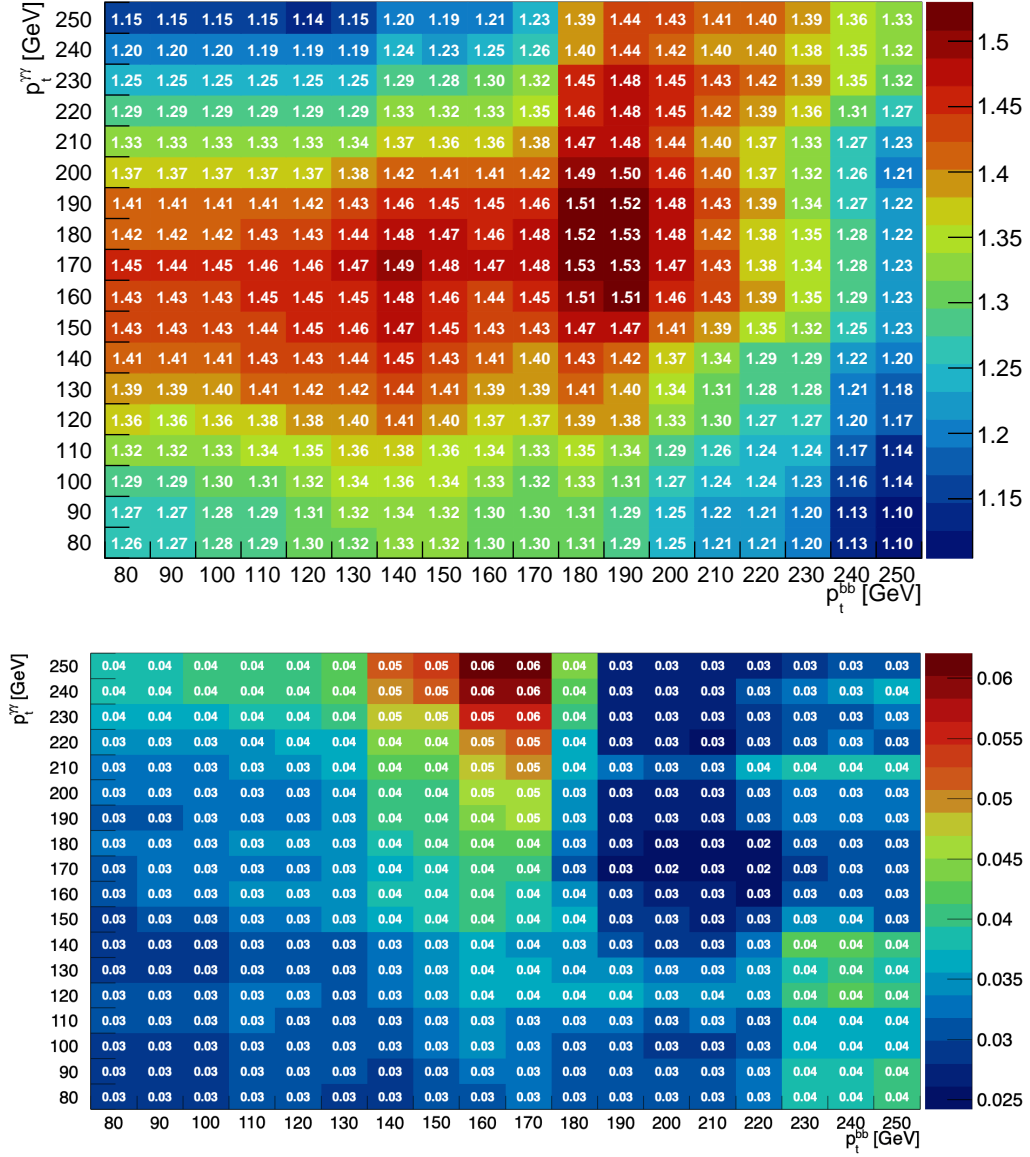 p_t^γγ [GeV]
250 1.15 1.15 1.15 1.14 1.15 1.20 1.19 1.21 1.23 1.39 1.44 1.43 1.41 1.40 1.39 1.36 1.33
240 1.20 1.20 1.20 1.19 1.19 1.19 1.24 1.23 1.25 1.26 1.40 1.44 1.42 1.40 1.40 1.38 1.35 1.32
230 1.25 1.25 1.25 1.25 1.25 1.25 1.29 1.28 1.30 1.32 1.45 1.48 1.45 1.43 1.42 1.39 1.35 1.32
220 1.29 1.29 1.29 1.29 1.29 1.29 1.33 1.32 1.33 1.35 1.46 1.48 1.45 1.42 1.39 1.36 1.31 1.27
210 1.33 1.33 1.33 1.33 1.33 1.34 1.37 1.36 1.36 1.38 1.47 1.48 1.44 1.40 1.37 1.33 1.27 1.23
200 1.37 1.37 1.37 1.37 1.37 1.38 1.42 1.41 1.41 1.42 1.49 1.50 1.46 1.40 1.37 1.32 1.26 1.21
190 1.41 1.41 1.41 1.41 1.42 1.43 1.46 1.45 1.45 1.46 1.51 1.52 1.48 1.43 1.39 1.34 1.27 1.22
180 1.42 1.42 1.42 1.43 1.43 1.44 1.48 1.47 1.46 1.48 1.52 1.53 1.48 1.42 1.38 1.35 1.28 1.22
170 1.45 1.44 1.45 1.46 1.46 1.47 1.49 1.48 1.47 1.48 1.53 1.53 1.47 1.43 1.38 1.34 1.28 1.23
160 1.43 1.43 1.43 1.45 1.45 1.45 1.48 1.46 1.44 1.45 1.51 1.51 1.46 1.43 1.39 1.35 1.29 1.23
150 1.43 1.43 1.43 1.44 1.45 1.46 1.47 1.45 1.43 1.43 1.47 1.47 1.41 1.39 1.35 1.32 1.25 1.23
140 1.41 1.41 1.41 1.43 1.43 1.44 1.45 1.43 1.41 1.40 1.43 1.42 1.37 1.34 1.29 1.29 1.22 1.20
130 1.39 1.39 1.40 1.41 1.42 1.42 1.44 1.41 1.39 1.39 1.41 1.40 1.34 1.31 1.28 1.28 1.21 1.18
120 1.36 1.36 1.36 1.38 1.38 1.40 1.41 1.40 1.37 1.37 1.39 1.38 1.33 1.30 1.27 1.27 1.20 1.17
110 1.32 1.32 1.33 1.34 1.35 1.36 1.38 1.36 1.34 1.33 1.35 1.34 1.29 1.26 1.24 1.24 1.17 1.14
100 1.29 1.29 1.30 1.31 1.32 1.34 1.36 1.34 1.33 1.32 1.33 1.31 1.27 1.24 1.24 1.23 1.16 1.14
90 1.27 1.27 1.28 1.29 1.31 1.32 1.34 1.32 1.30 1.30 1.31 1.29 1.25 1.22 1.21 1.20 1.13 1.10
80 1.26 1.27 1.28 1.29 1.30 1.32 1.33 1.32 1.30 1.30 1.31 1.29 1.25 1.21 1.21 1.20 1.13 1.10
80 90 100 110 120 130 140 150 160 170 180 190 200 210 220 230 240 250
p_t^bb [GeV]
1.5
1.45
1.4
1.35
1.3
1.25
1.2
1.15
p_t^γγ [GeV]
250 0.04 0.04 0.04 0.04 0.04 0.04 0.05 0.05 0.06 0.06 0.04 0.03 0.03 0.03 0.03 0.03 0.03 0.03
240 0.04 0.04 0.04 0.04 0.04 0.04 0.05 0.05 0.06 0.06 0.04 0.03 0.03 0.03 0.03 0.03 0.03 0.04
230 0.04 0.04 0.04 0.04 0.04 0.04 0.05 0.05 0.05 0.06 0.04 0.03 0.03 0.03 0.03 0.03 0.03 0.03
220 0.03 0.03 0.03 0.04 0.04 0.04 0.04 0.04 0.05 0.05 0.04 0.03 0.03 0.03 0.03 0.03 0.03 0.03
210 0.03 0.03 0.03 0.03 0.03 0.04 0.04 0.04 0.05 0.05 0.04 0.03 0.03 0.03 0.04 0.04 0.04 0.04
200 0.03 0.03 0.03 0.03 0.03 0.04 0.04 0.04 0.05 0.05 0.03 0.03 0.03 0.03 0.03 0.03 0.03 0.03
190 0.03 0.03 0.03 0.03 0.03 0.03 0.04 0.04 0.04 0.05 0.03 0.03 0.03 0.03 0.03 0.03 0.03 0.03
180 0.03 0.03 0.03 0.03 0.03 0.03 0.04 0.04 0.04 0.04 0.03 0.03 0.03 0.03 0.02 0.03 0.03 0.03
170 0.03 0.03 0.03 0.03 0.03 0.03 0.04 0.04 0.04 0.04 0.03 0.03 0.02 0.03 0.02 0.03 0.03 0.03
160 0.03 0.03 0.03 0.03 0.03 0.03 0.04 0.04 0.04 0.04 0.04 0.03 0.03 0.03 0.03 0.03 0.03 0.03
150 0.03 0.03 0.03 0.03 0.03 0.03 0.04 0.04 0.04 0.04 0.04 0.03 0.03 0.03 0.03 0.03 0.04 0.03
140 0.03 0.03 0.03 0.03 0.03 0.03 0.03 0.03 0.04 0.04 0.03 0.03 0.03 0.03 0.03 0.04 0.04 0.04
130 0.03 0.03 0.03 0.03 0.03 0.03 0.03 0.03 0.04 0.04 0.04 0.03 0.03 0.03 0.03 0.04 0.04 0.04
120 0.03 0.03 0.03 0.03 0.03 0.03 0.03 0.03 0.04 0.04 0.04 0.04 0.03 0.04 0.03 0.04 0.04 0.04
110 0.03 0.03 0.03 0.03 0.03 0.03 0.03 0.03 0.03 0.03 0.03 0.03 0.03 0.03 0.03 0.04 0.04 0.04
100 0.03 0.03 0.03 0.03 0.03 0.03 0.03 0.03 0.03 0.03 0.03 0.03 0.03 0.03 0.03 0.04 0.04 0.04
90 0.03 0.03 0.03 0.03 0.03 0.03 0.03 0.03 0.03 0.03 0.03 0.03 0.03 0.03 0.03 0.04 0.04 0.04
80 0.03 0.03 0.03 0.03 0.03 0.03 0.03 0.03 0.03 0.03 0.03 0.03 0.03 0.03 0.03 0.04 0.04 0.04
80 90 100 110 120 130 140 150 160 170 180 190 200 210 220 230 240 250
p_t^bb [GeV]
0.06
0.055
0.05
0.045
0.04
0.035
0.03
0.025